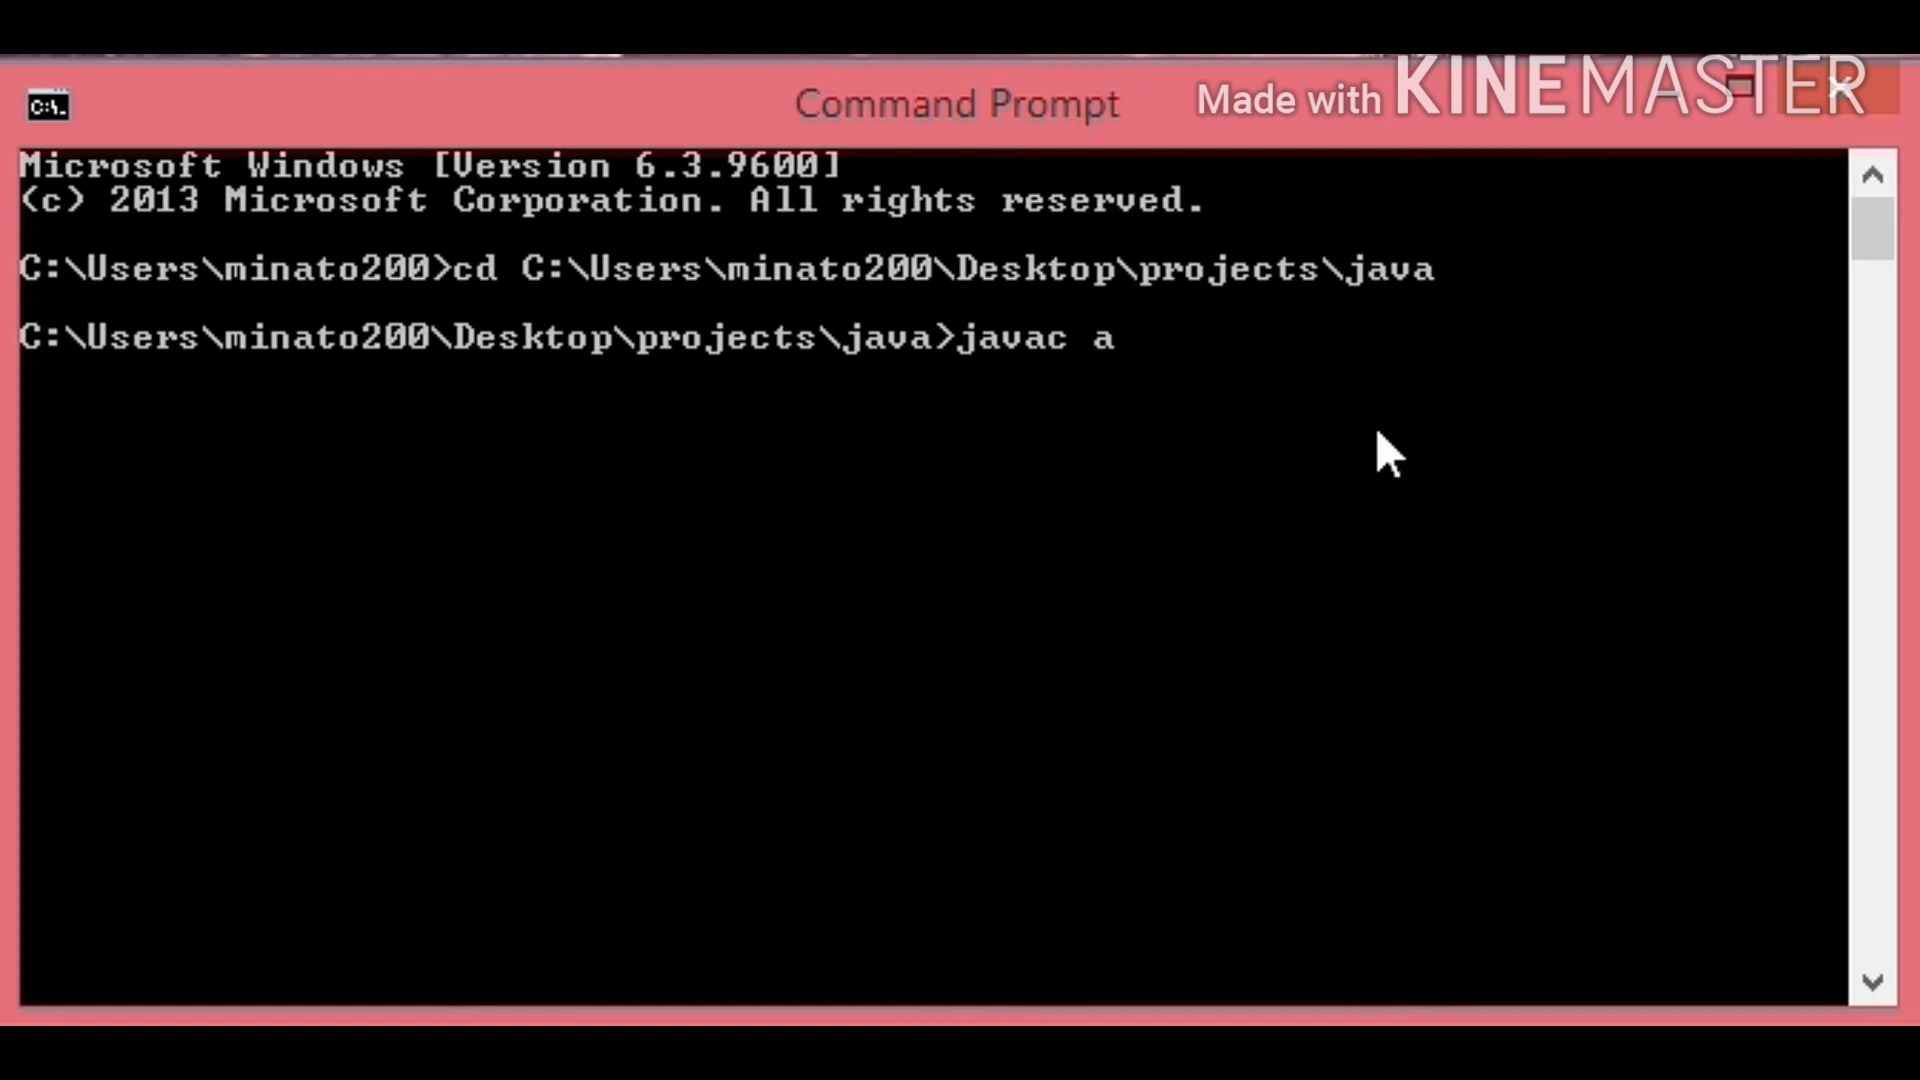 Made with KINEMASTER
C:\.
Command Prompt
Microsoft Windows [Version 6.3.9600]
(c) 2013 Microsoft Corporation. All rights reserved.
C:\Users\minato200>cd C:\Users\minato200\Desktop\projects\java
C:\Users\minato200\Desktop\projects\java>javac a